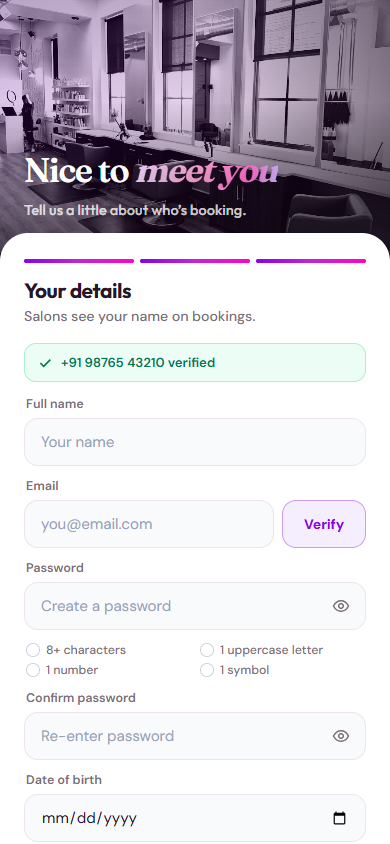 Nice to meet you
Tell us a little about who's booking.
Your details
Salons see your name on bookings.
+91 98765 43210 verified
Full name
Your name
Email
you@email.com
Verify
Password
Create a password
8+ characters
1 uppercase letter
1 number
1 symbol
Confirm password
Re-enter password
Date of birth
mm/dd/yyyy